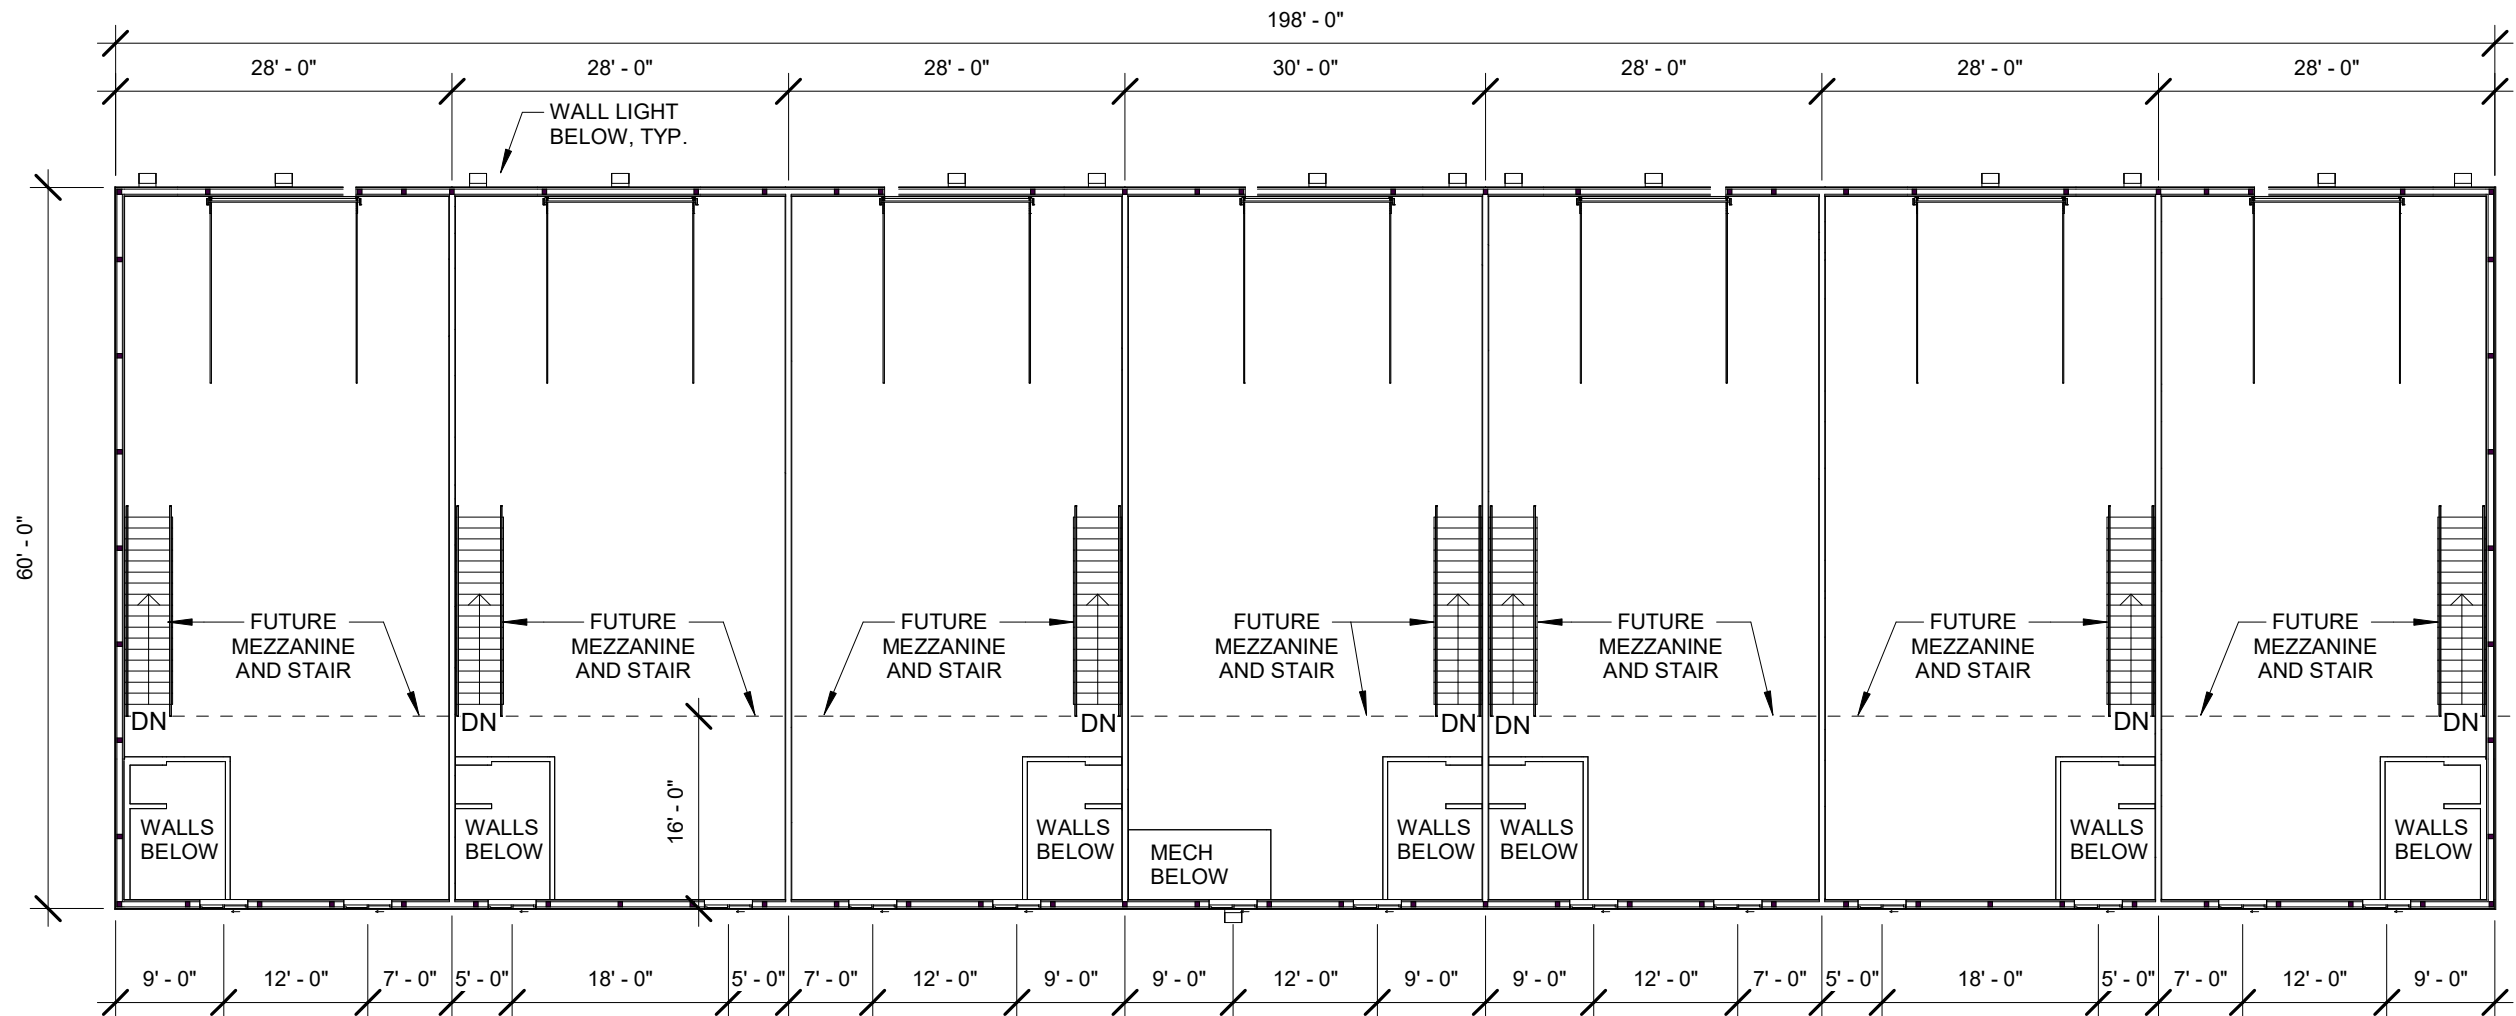 198' - 0"
28' - 0"
28' - 0"
28' - 0"
30' - 0"
28' - 0"
28' - 0"
28' - 0"
WALL LIGHT
BELOW, TYP.
60' - 0"
FUTURE
MEZZANINE
AND STAIR
FUTURE
MEZZANINE
AND STAIR
FUTURE
MEZZANINE
AND STAIR
FUTURE
MEZZANINE
AND STAIR
FUTURE
MEZZANINE
AND STAIR
FUTURE
MEZZANINE
AND STAIR
FUTURE
MEZZANINE
AND STAIR
DN
DN
DN
DN
DN
DN
DN
16' - 0"
WALLS
BELOW
WALLS
BELOW
WALLS
BELOW
MECH
BELOW
WALLS
BELOW
WALLS
BELOW
WALLS
BELOW
WALLS
BELOW
9' - 0"
12' - 0"
7' - 0"
5' - 0"
18' - 0"
5' - 0"
7' - 0"
12' - 0"
9' - 0"
9' - 0"
12' - 0"
9' - 0"
9' - 0"
12' - 0"
7' - 0"
5' - 0"
18' - 0"
5' - 0"
7' - 0"
12' - 0"
9' - 0"